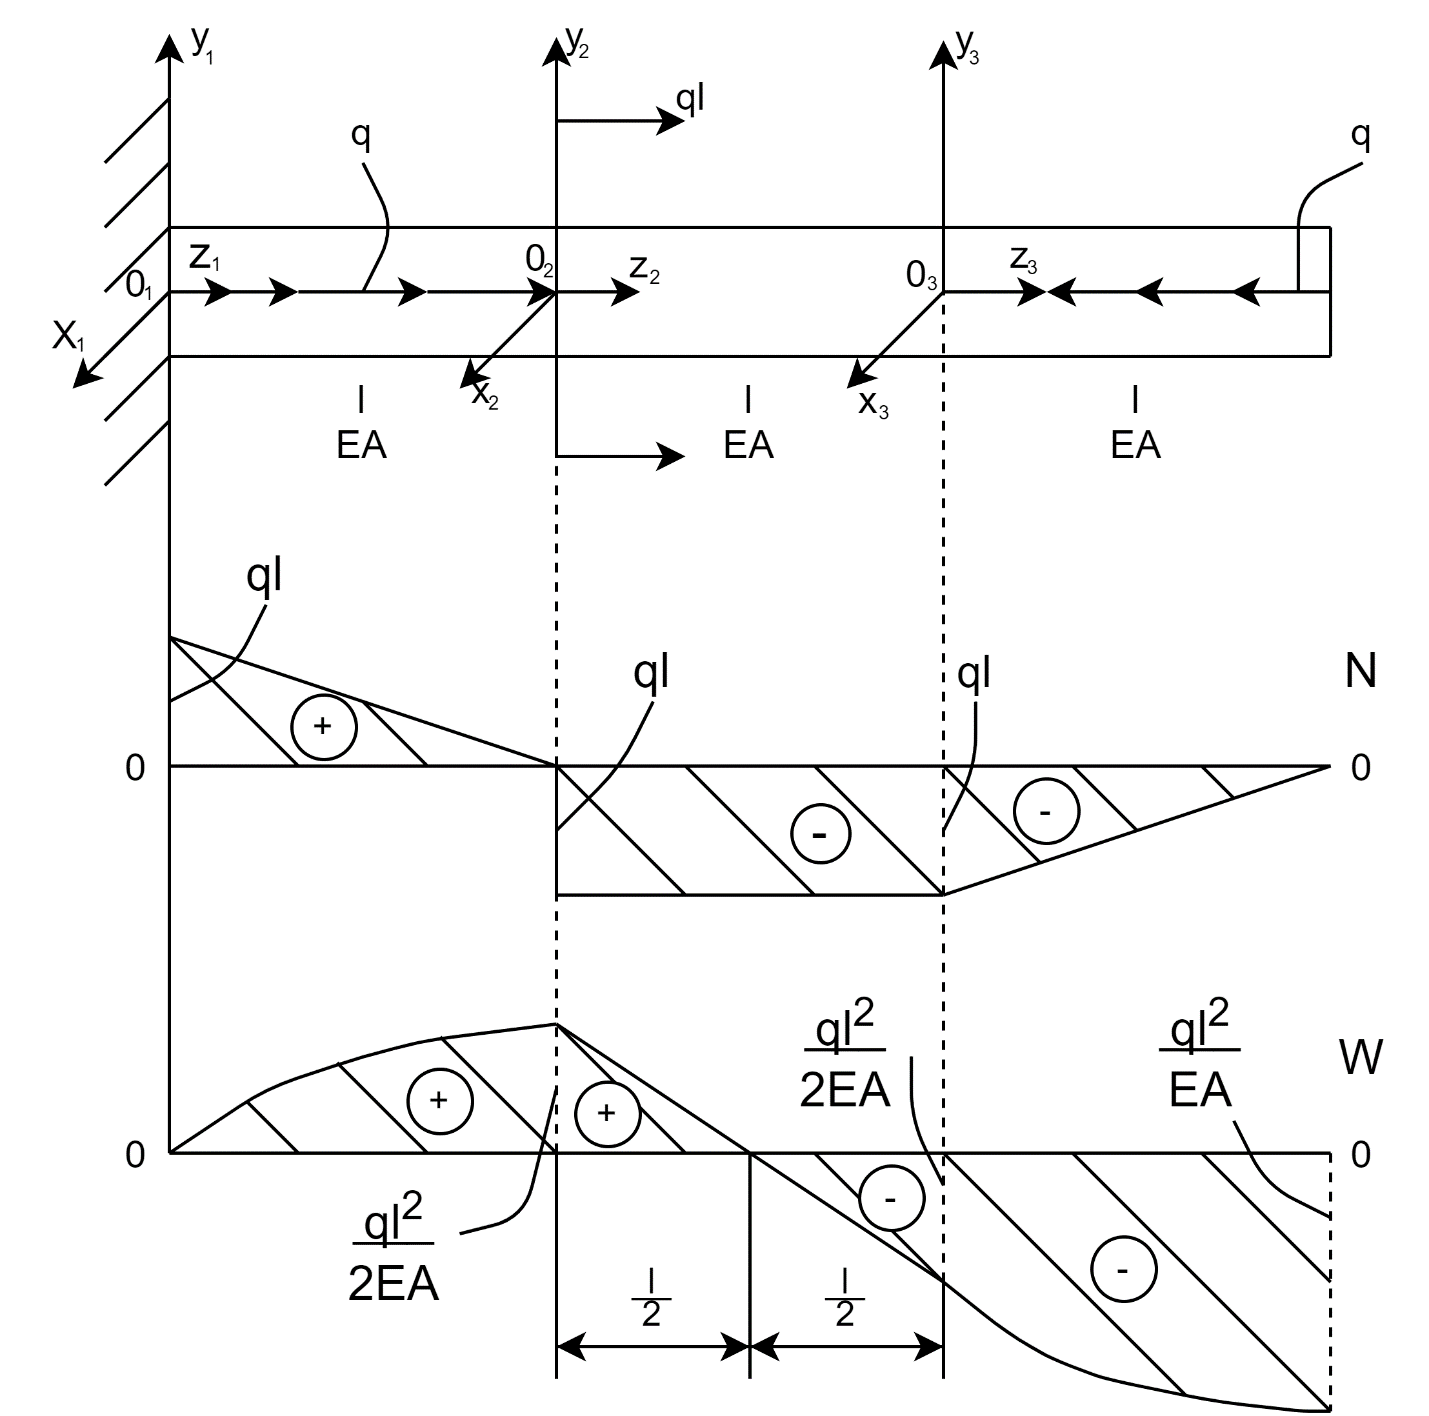 y1 y2 y3
ql
q q
01 z1 02 z2 03 z3
X1 x2 x3
l l l
EA EA EA
ql
ql ql N
+ - -
0 0
ql2/2EA ql2/EA W
+ + -
0 0
ql2/2EA
-
l/2 l/2